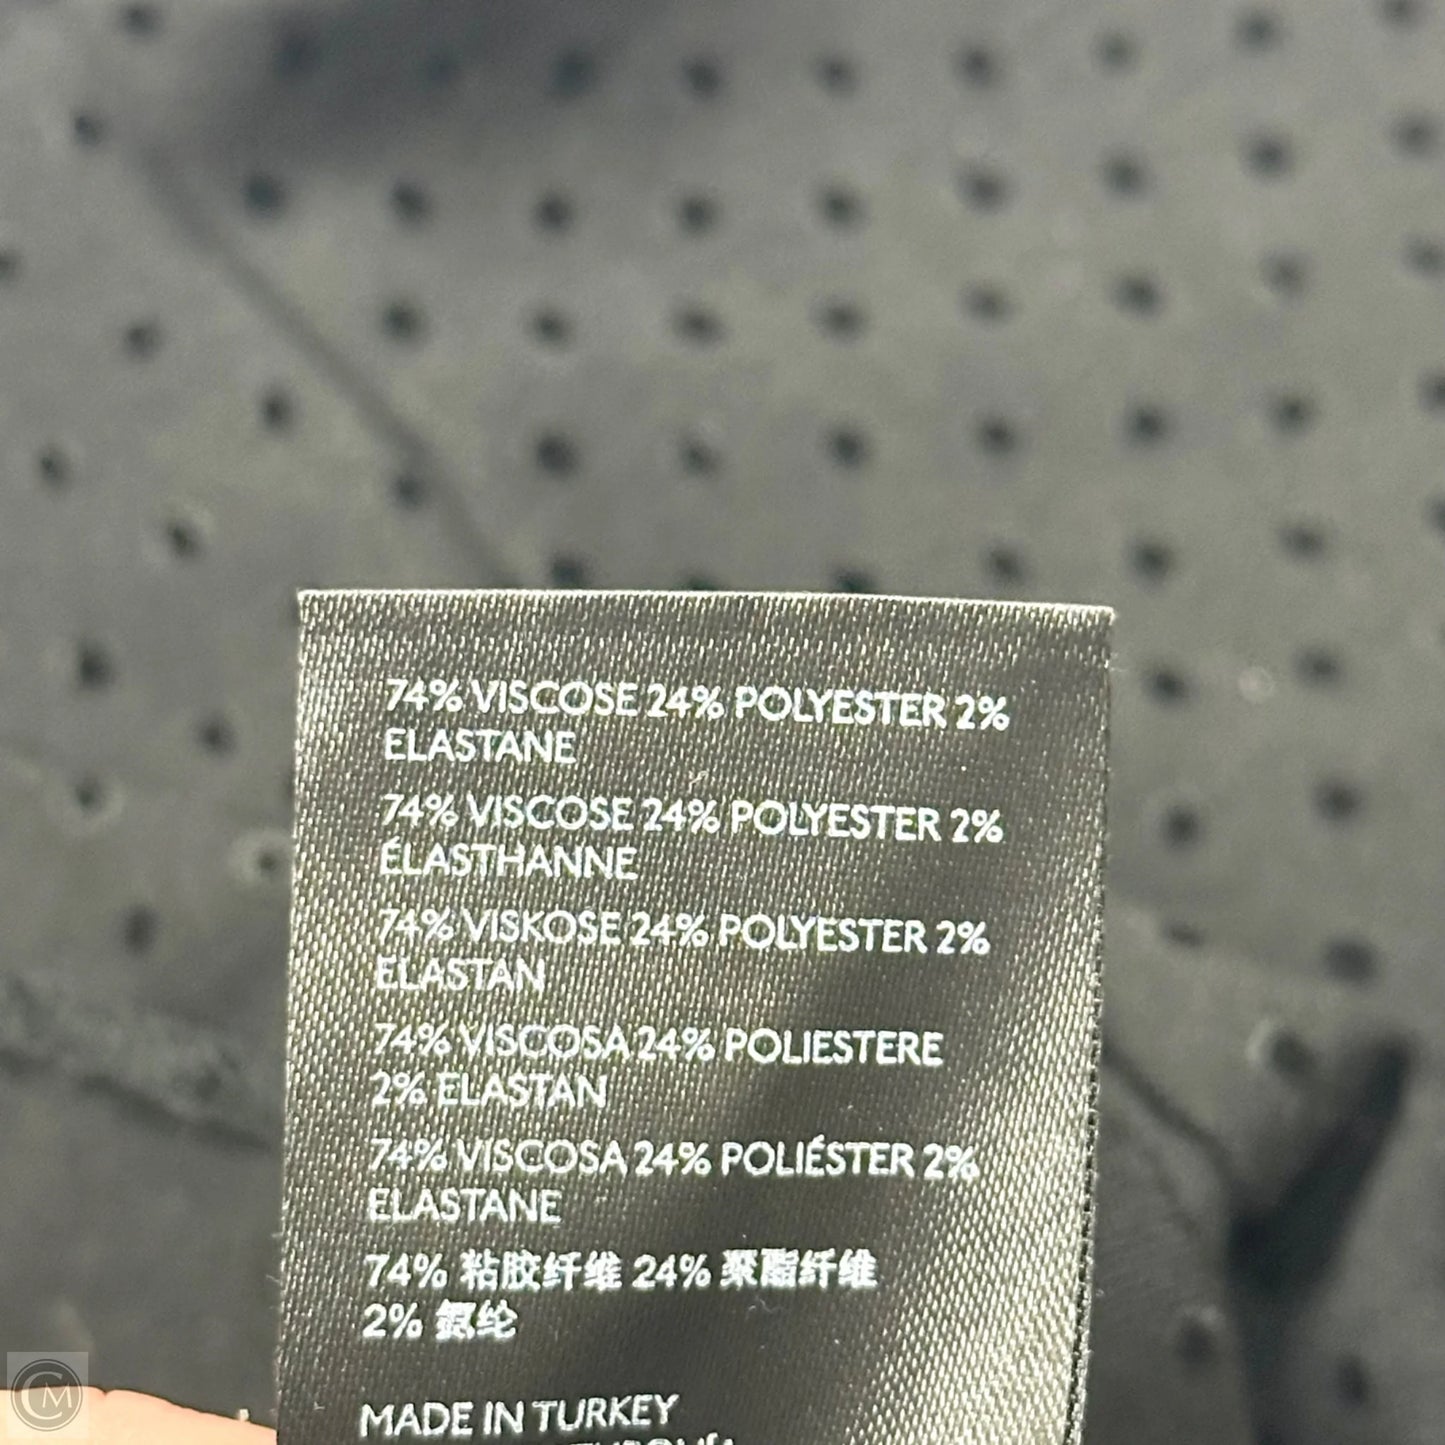 74% VISCOSE 24% POLYESTER 2%
ELASTANE
74% VISCOSE 24% POLYESTER 2%
ÉLASTHANNE
74% VISKOSE 24% POLYESTER 2%
ELASTAN
74% VISCOSA 24% POLIESTERE
2% ELASTAN
74% VISCOSA 24% POLIÉSTER 2%
ELASTANE
74% 粘胶纤维 24% 聚酯纤维
2% 氨纶
MADE IN TURKEY
CM